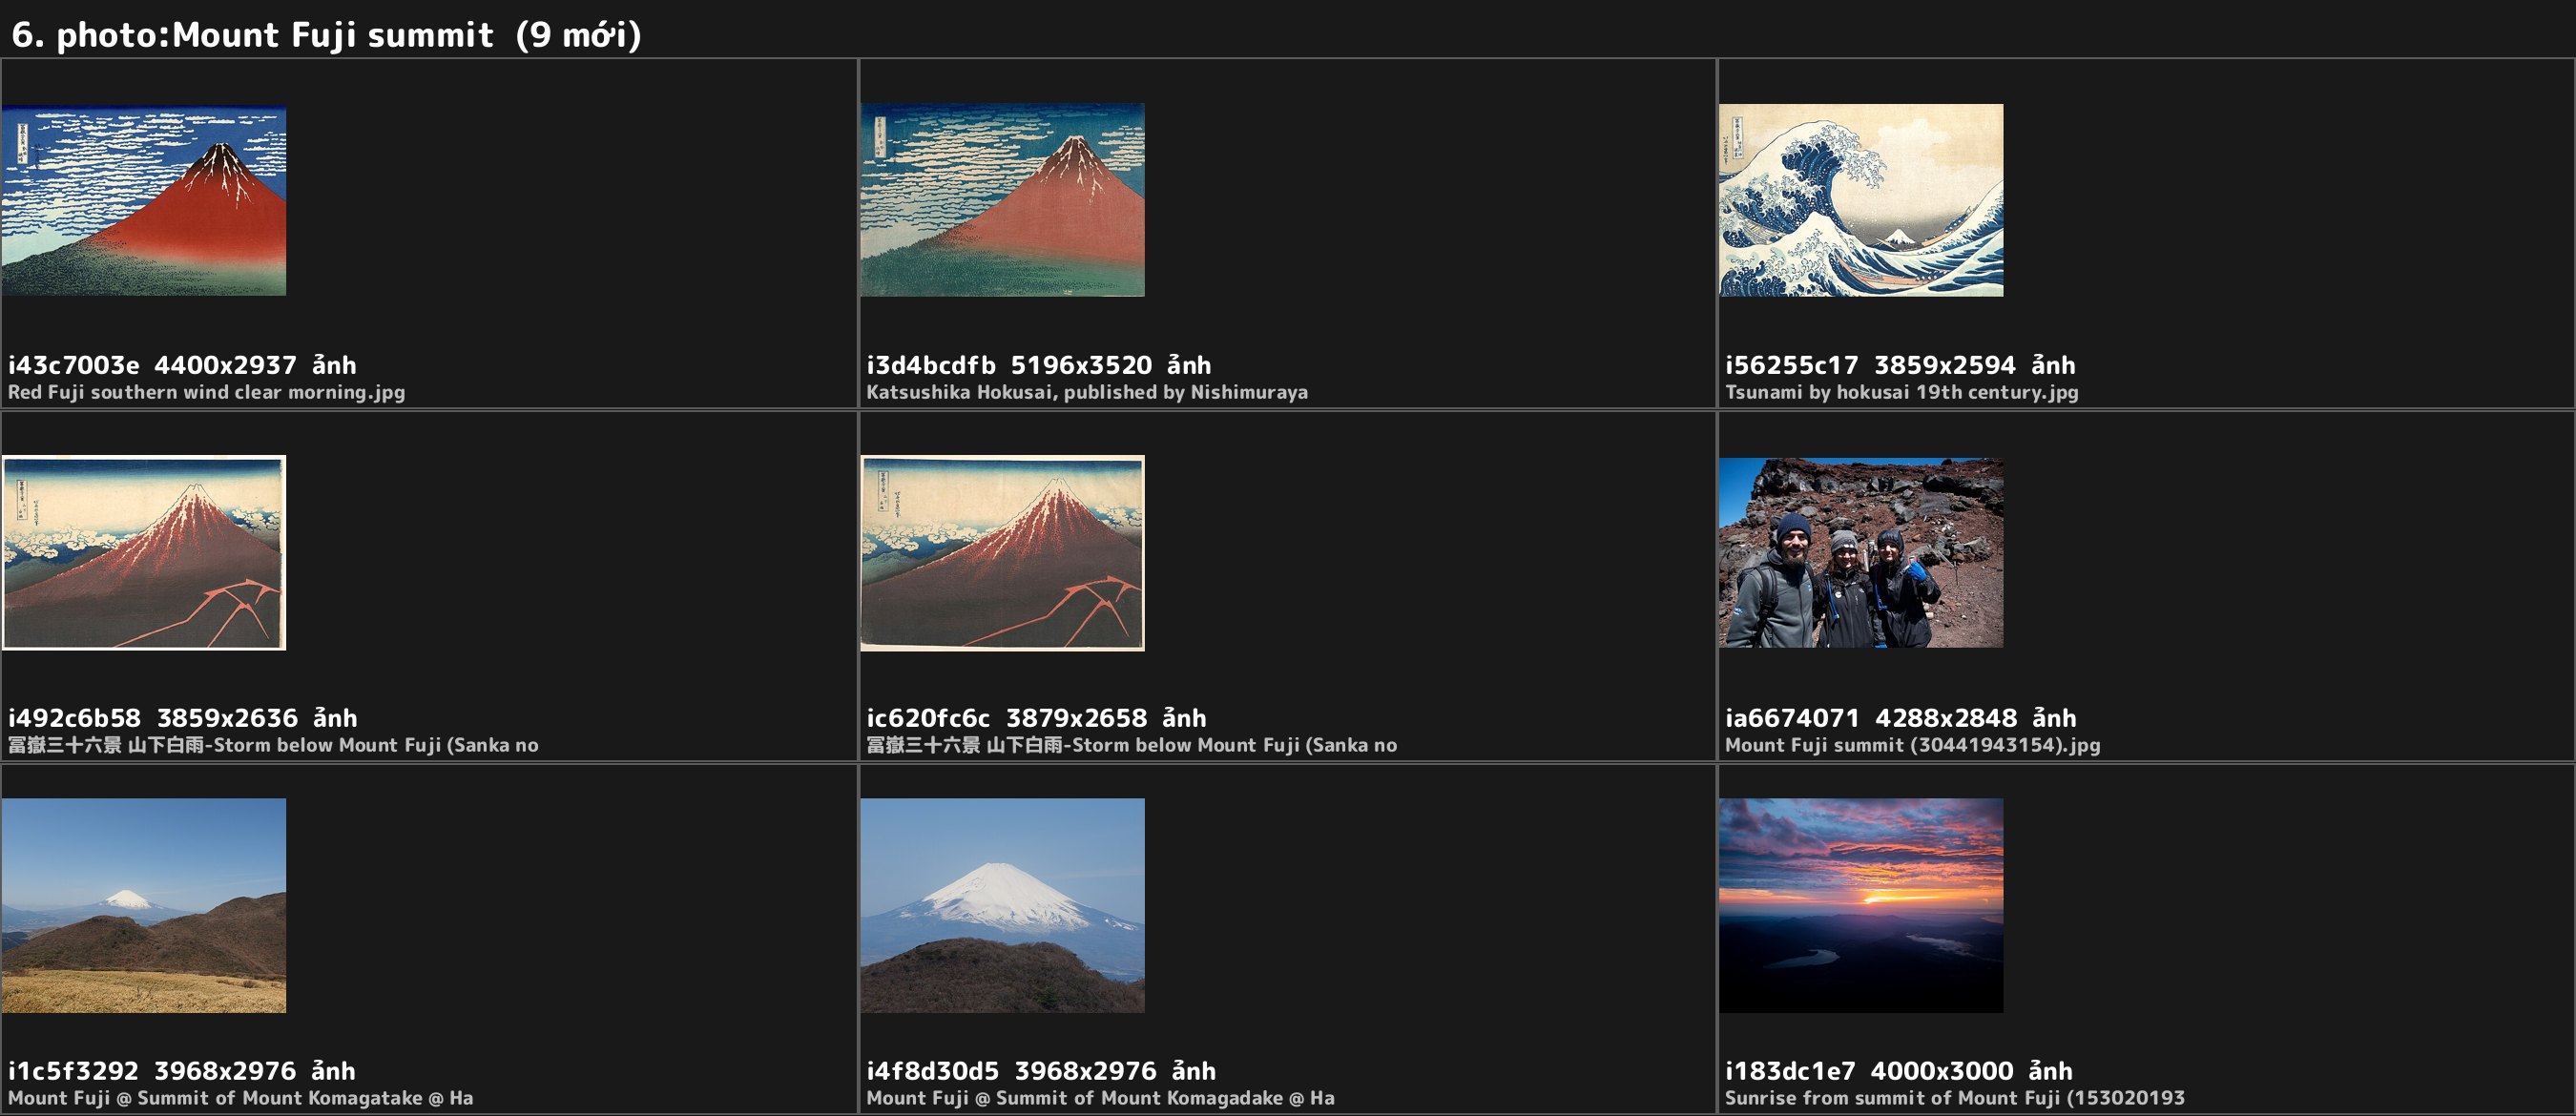 6. photo:Mount Fuji summit (9 mới)
i43c7003e 4400x2937 ảnh
Red Fuji southern wind clear morning.jpg
i3d4bcdfb 5196x3520 ảnh
Katsushika Hokusai, published by Nishimuraya
i56255c17 3859x2594 ảnh
Tsunami by hokusai 19th century.jpg
i492c6b58 3859x2636 ảnh
冨嶽三十六景 山下白雨-Storm below Mount Fuji (Sanka no
ic620fc6c 3879x2658 ảnh
冨嶽三十六景 山下白雨-Storm below Mount Fuji (Sanka no
ia6674071 4288x2848 ảnh
Mount Fuji summit (30441943154).jpg
i1c5f3292 3968x2976 ảnh
Mount Fuji @ Summit of Mount Komagatake @ Ha
i4f8d30d5 3968x2976 ảnh
Mount Fuji @ Summit of Mount Komagadake @ Ha
i183dc1e7 4000x3000 ảnh
Sunrise from summit of Mount Fuji (153020193